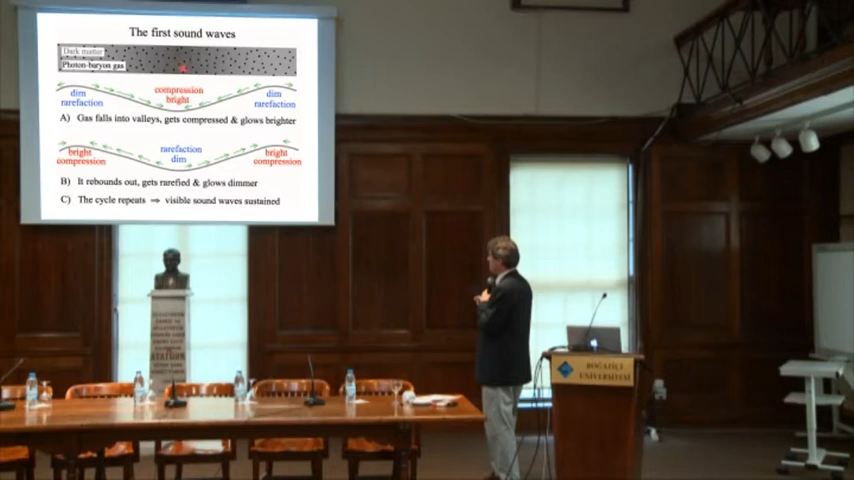 The first sound waves
Dark matter
Photon-baryon gas
dim
rarefaction
compression
bright
dim
rarefaction
A) Gas falls into valleys, gets compressed & glows brighter
bright
compression
rarefaction
dim
bright
compression
B) It rebounds out, gets rarefied & glows dimmer
C) The cycle repeats ⇒ visible sound waves sustained
ATATÜRK
BOĞAZİÇİ
ÜNİVERSİTESİ